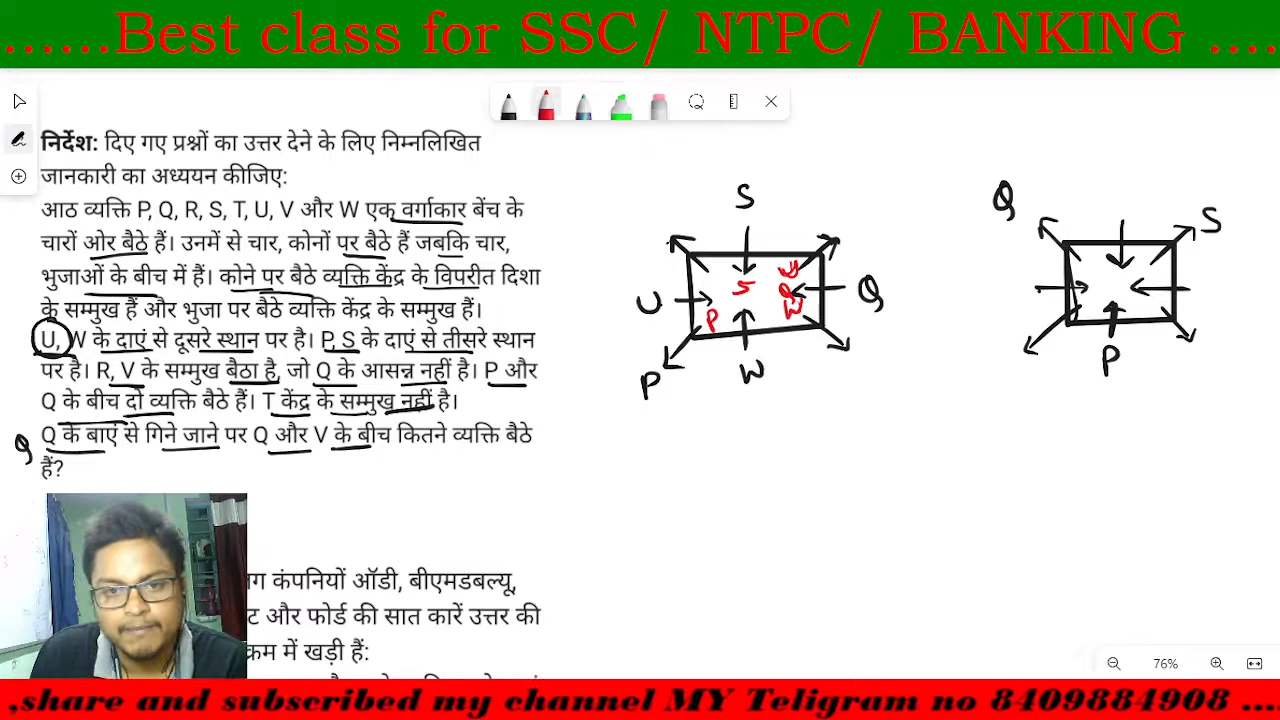 ......Best class for SSC/ NTPC/ BANKING ....
निर्देश: दिए गए प्रश्नों का उत्तर देने के लिए निम्नलिखित
जानकारी का अध्ययन कीजिए:
आठ व्यक्ति P, Q, R, S, T, U, V और W एक वर्गाकार बेंच के
चारों ओर बैठे हैं। उनमें से चार, कोनों पर बैठे हैं जबकि चार,
भुजाओं के बीच में हैं। कोने पर बैठे व्यक्ति केंद्र के विपरीत दिशा
के सम्मुख हैं और भुजा पर बैठे व्यक्ति केंद्र के सम्मुख हैं।
U, W के दाएं से दूसरे स्थान पर है। P, S के दाएं से तीसरे स्थान
पर है। R, V के सम्मुख बैठा है, जो Q के आसन्न नहीं है। P और
Q के बीच दो व्यक्ति बैठे हैं। T केंद्र के सम्मुख नहीं है।
Q के बाएं से गिने जाने पर Q और V के बीच कितने व्यक्ति बैठे
हैं?
Q
S
U
S
Q
P
W
P
W
Q
S
P
ग कंपनियों ऑडी, बीएमडबल्यू,
ट और फोर्ड की सात कारें उत्तर की
क्रम में खड़ी हैं:
76%
,share and subscribed my channel MY Teligram no 8409884908 ....